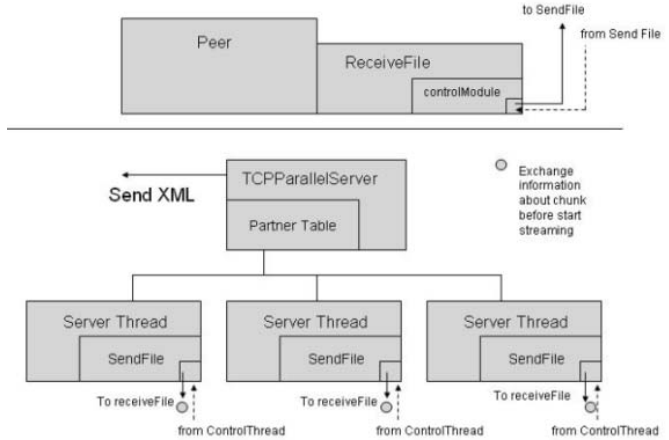 to SendFile
from Send File
Peer
ReceiveFile
controlModule
Send XML
TCPParallelServer
Partner Table
Exchange
information
about chunk
before start
streaming
Server Thread
SendFile
To receiveFile
from ControlThread
Server Thread
SendFile
To receiveFile
from ControlThread
Server Thread
SendFile
To receiveFile
from ControlThread